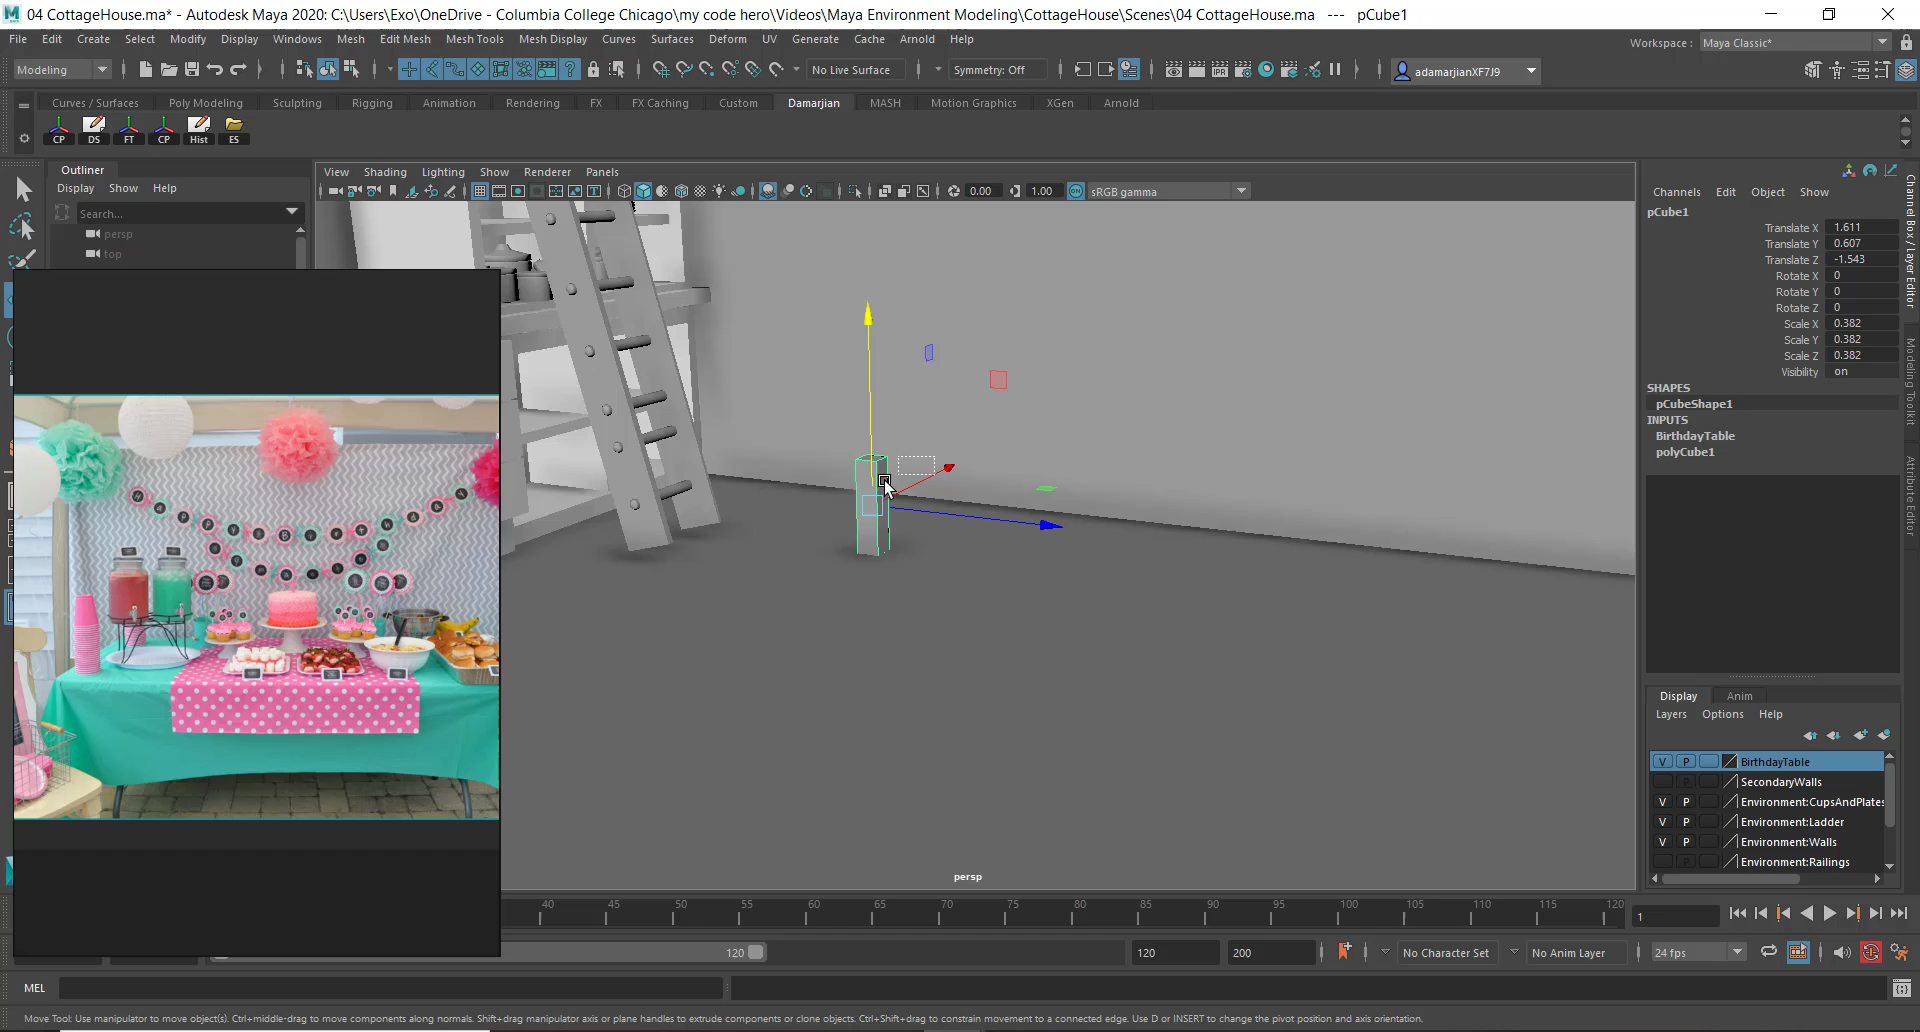 04 CottageHouse.ma* - Autodesk Maya 2020: C:\Users\Exo\OneDrive - Columbia College Chicago\my code hero\Videos\Maya Environment Modeling\CottageHouse\Scenes\04 CottageHouse.ma --- pCube1
File Edit Create Select Modify Display Windows Mesh Edit Mesh Mesh Tools Mesh Display Curves Surfaces Deform UV Generate Cache Arnold Help
Workspace : Maya Classic*
Modeling No Live Surface Symmetry: Off IPR adamarjianXF7J9
Curves / Surfaces Poly Modeling Sculpting Rigging Animation Rendering FX FX Caching Custom Damarjian MASH Motion Graphics XGen Arnold
CP DS FT CP Hist ES
Outliner
Display Show Help
Search...
persp
top
View Shading Lighting Show Renderer Panels
0.00 1.00 sRGB gamma
persp
Channels Edit Object Show
pCube1
Translate X 1.611
Translate Y 0.607
Translate Z -1.543
Rotate X 0
Rotate Y 0
Rotate Z 0
Scale X 0.382
Scale Y 0.382
Scale Z 0.382
Visibility on
SHAPES
pCubeShape1
INPUTS
BirthdayTable
polyCube1
Channel Box / Layer Editor
Modeling Toolkit
Attribute Editor
Display Anim
Layers Options Help
V P BirthdayTable
P SecondaryWalls
V P Environment:CupsAndPlates
V P Environment:Ladder
V P Environment:Walls
P Environment:Railings
40 45 50 55 60 65 70 75 80 85 90 95 100 105 110 115 120
1
120 120 200 No Character Set No Anim Layer 24 fps
MEL
Move Tool: Use manipulator to move object(s). Ctrl+middle-drag to move components along normals. Shift+drag manipulator axis or plane handles to extrude components or clone objects. Ctrl+Shift+drag to constrain movement to a connected edge. Use D or INSERT to change the pivot position and axis orientation.